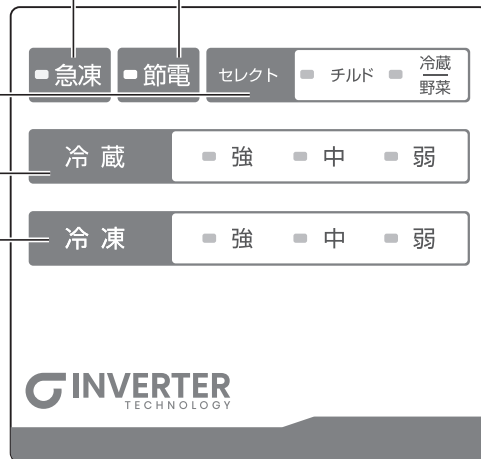 急凍 節電 セレクト チルド 冷蔵
野菜
冷蔵 強 中 弱
冷凍 強 中 弱
INVERTER
TECHNOLOGY